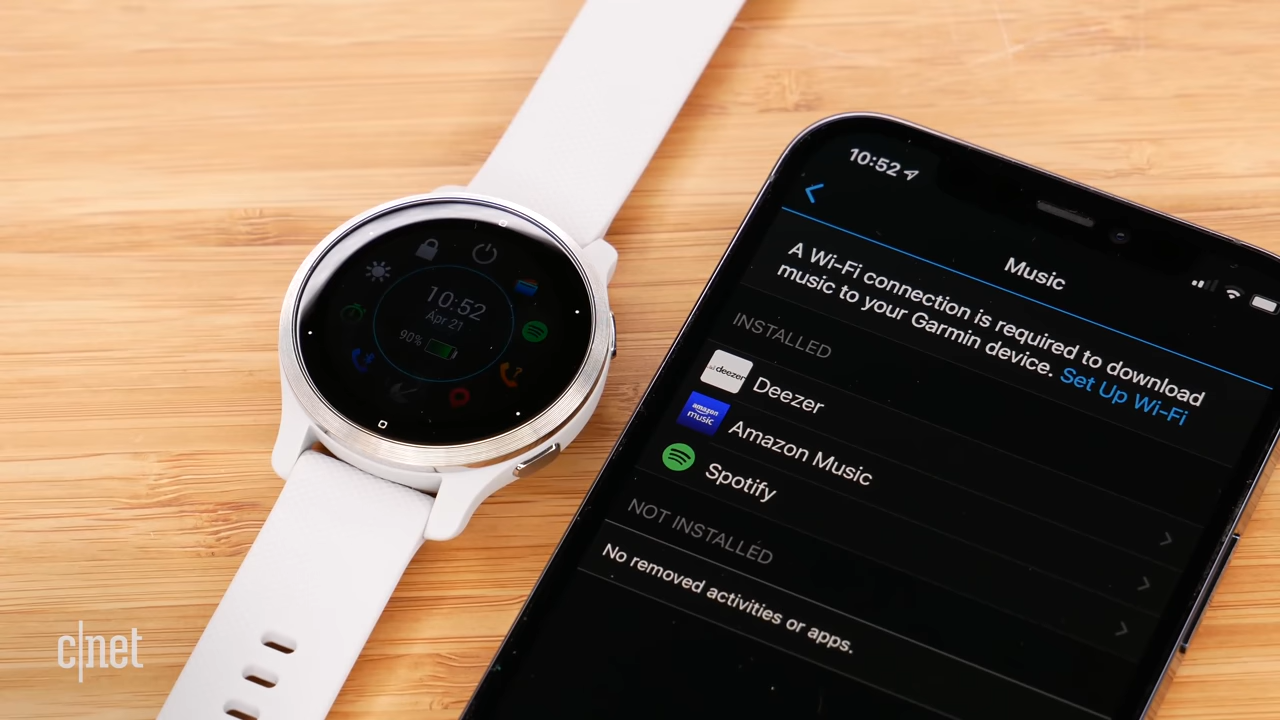 10:52
Apr 21
90%
10:52
Music
A Wi-Fi connection is required to download
music to your Garmin device. Set Up Wi-Fi
INSTALLED
deezer
Deezer
amazon
music
Amazon Music
Spotify
NOT INSTALLED
No removed activities or apps.
c|net